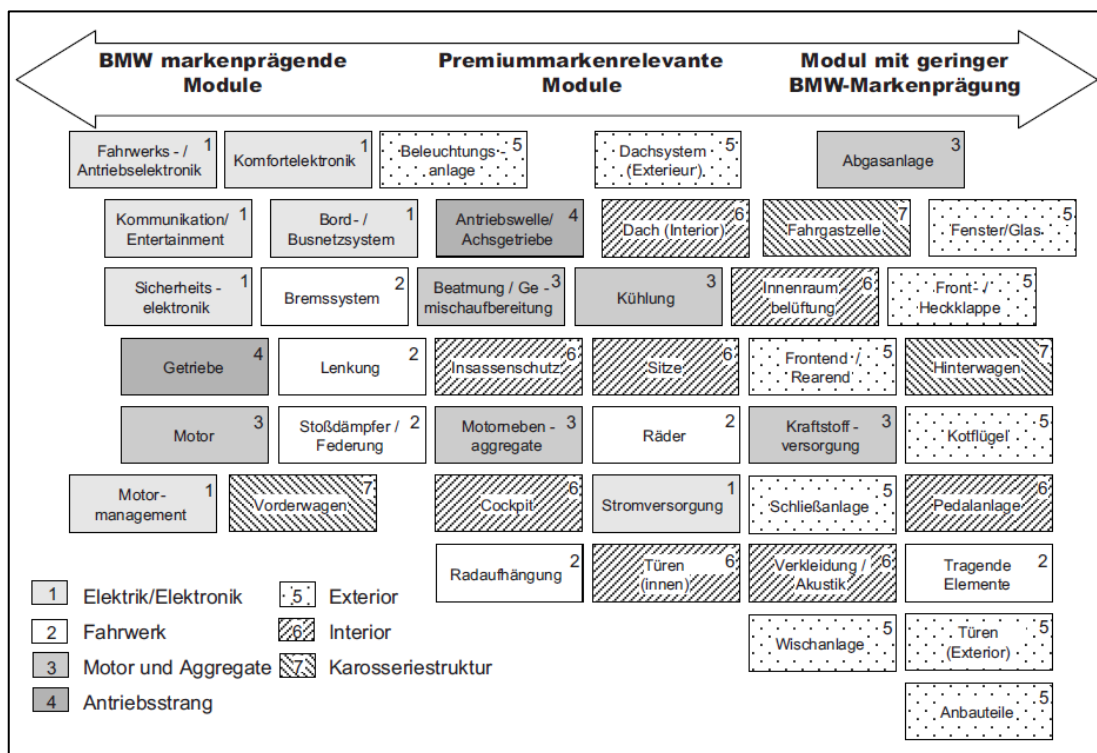 BMW markenprägende
Module
Premiummarkenrelevante
Module
Modul mit geringer
BMW-Markenprägung
Fahrwerks - /
Antriebselektronik
1
Komfortelektronik
1
Beleuchtungs -
anlage
5
Dachsystem
(Exterieur)
5
Abgasanlage
3
Kommunikation/
Entertainment
1
Bord- /
Busnetzsystem
1
Antriebswelle/
Achsgetriebe
4
Dach (Interior)
6
Fahrgastzelle
7
Fenster/Glas
5
Sicherheits -
elektronik
1
Bremssystem
2
Beatmung / Ge -
mischaufbereitung
3
Kühlung
3
Innenraum -
belüftung
6
Front- /
Heckklappe
5
Getriebe
4
Lenkung
2
Insassenschutz
6
Sitze
6
Frontend /
Rearend
5
Hinterwagen
7
Motor
3
Stoßdämpfer /
Federung
2
Motorneben -
aggregate
3
Räder
2
Kraftstoff -
versorgung
3
Kotflügel
5
Motor-
management
1
Vorderwagen
7
Cockpit
6
Stromversorgung
1
Schließanlage
5
Pedalanlage
6
Radaufhängung
2
Türen
(innen)
6
Verkleidung /
Akustik
6
Tragende
Elemente
2
Wischanlage
5
Türen
(Exterior)
5
Anbauteile
5
1 Elektrik/Elektronik
2 Fahrwerk
3 Motor und Aggregate
4 Antriebsstrang
5 Exterior
6 Interior
7 Karosseriestruktur